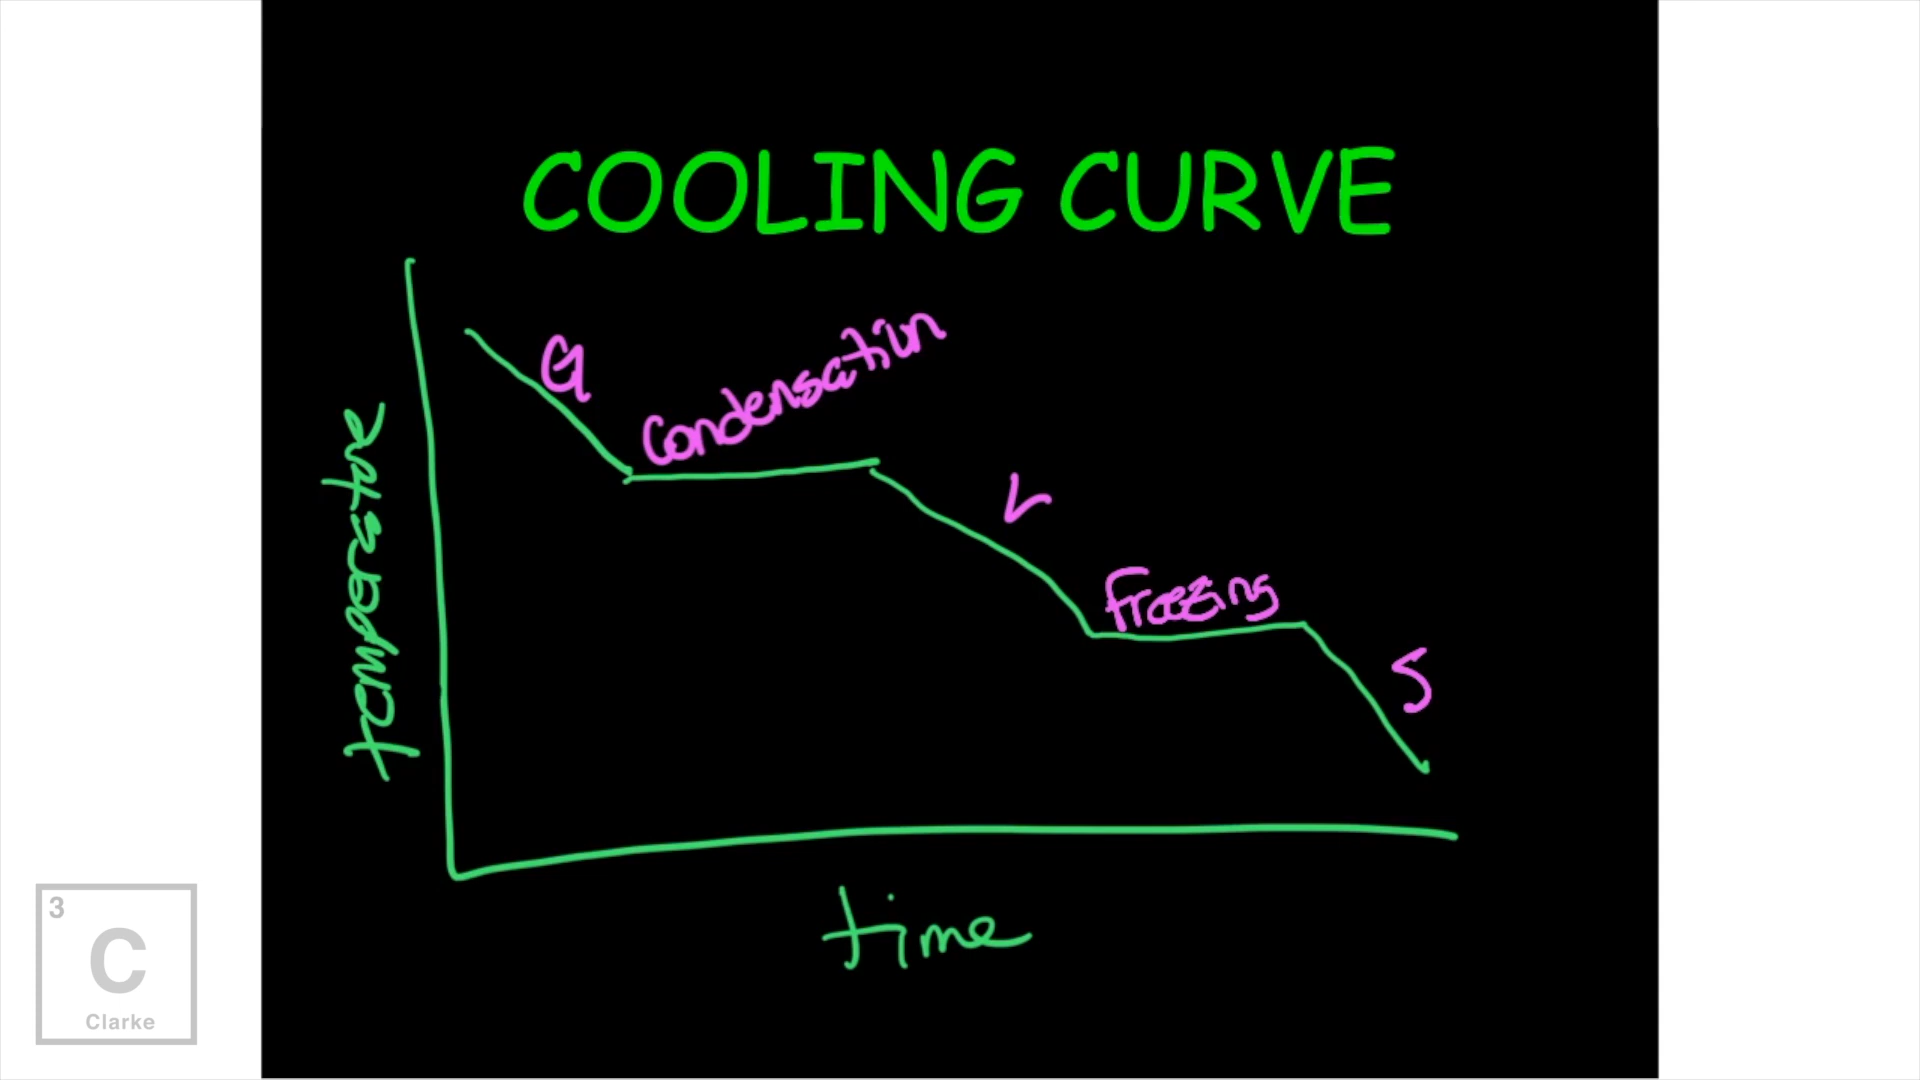 COOLING CURVE
G
Condensation
L
freezing
S
temperature
time
3
C
Clarke